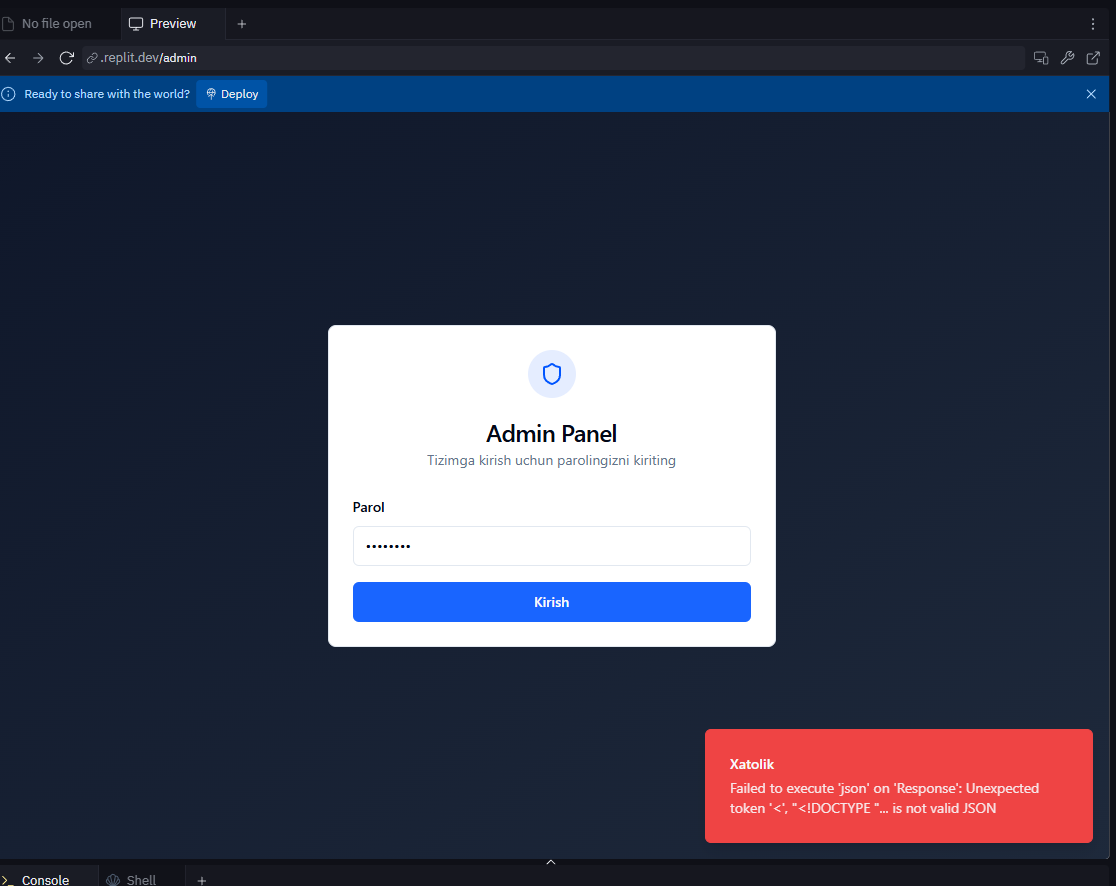 No file open
Preview
.replit.dev/admin
Ready to share with the world?
Deploy
Admin Panel
Tizimga kirish uchun parolingizni kiriting
Parol
••••••••
Kirish
Xatolik
Failed to execute 'json' on 'Response': Unexpected
token '<', "<!DOCTYPE "... is not valid JSON
Console
Shell